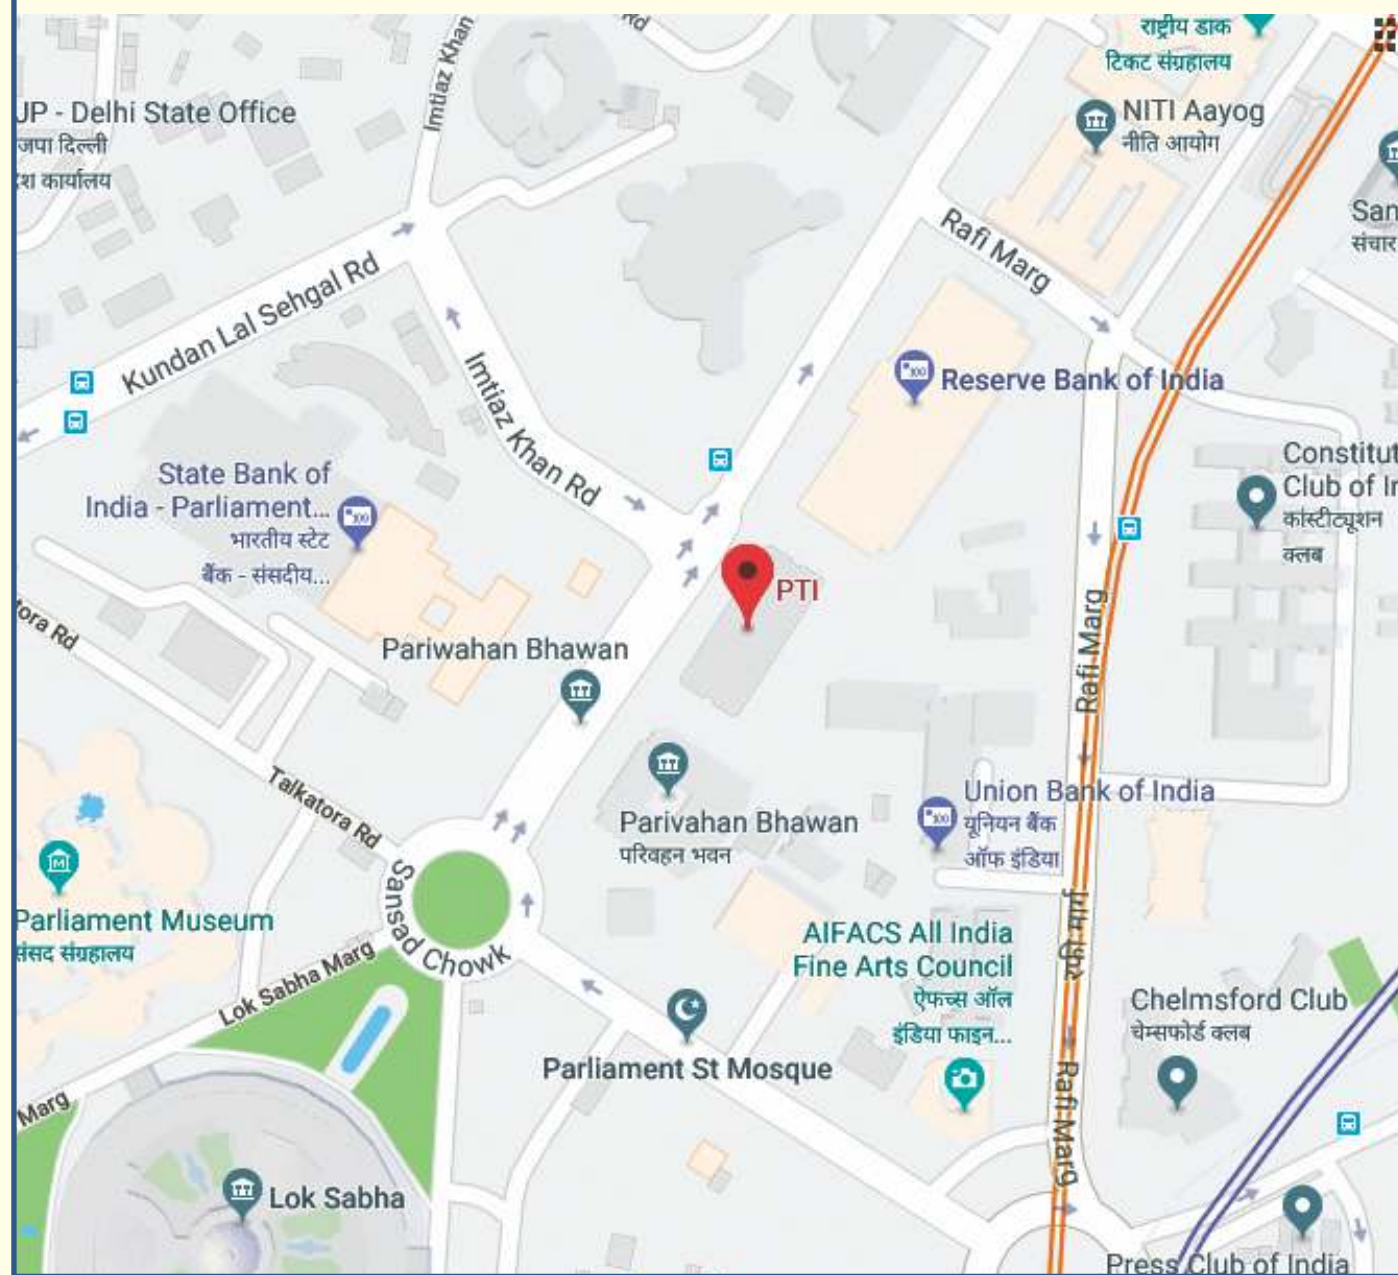 Rd
राष्ट्रीय डाक
टिकट संग्रहालय
Imtiaz Khan
JP - Delhi State Office
जपा दिल्ली
श कार्यालय
NITI Aayog
नीति आयोग
San
संचार
Rafi Marg
Kundan Lal Sehgal Rd
Imtiaz Khan Rd
Reserve Bank of India
State Bank of
India - Parliament...
भारतीय स्टेट
बैंक - संसदीय...
Constitut
Club of In
कांस्टीट्यूशन
क्लब
PTI
tora Rd
Rafi Marg
Pariwahan Bhawan
Talkatora Rd
Parivahan Bhawan
परिवहन भवन
Union Bank of India
यूनियन बैंक
ऑफ इंडिया
Parliament Museum
संसद संग्रहालय
Sansad Chowk
Lok Sabha Marg
AIFACS All India
Fine Arts Council
ऐफच्स ऑल
इंडिया फाइन...
रफ़ी मार्ग
Chelmsford Club
चेम्सफोर्ड क्लब
Parliament St Mosque
Marg
Rafi Marg
Lok Sabha
Press Club of India